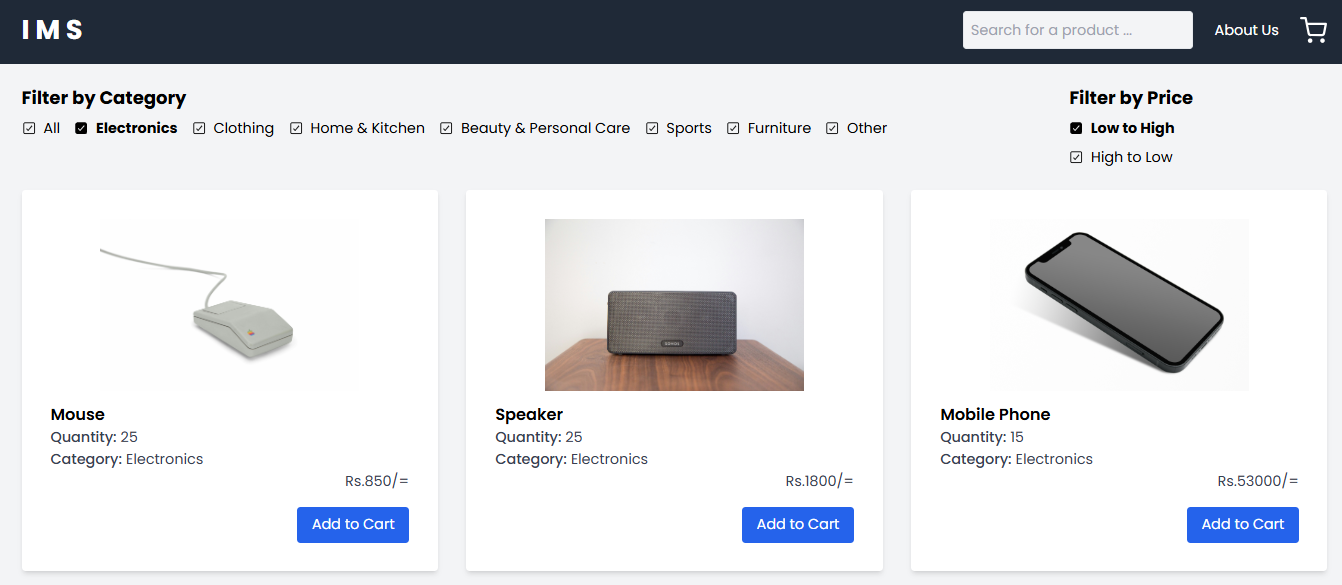 IMS
Search for a product ...
About Us
Filter by Category
All Electronics Clothing Home & Kitchen Beauty & Personal Care Sports Furniture Other
Filter by Price
Low to High
High to Low
SONOS
Mouse
Quantity: 25
Category: Electronics
Rs.850/=
Add to Cart
Speaker
Quantity: 25
Category: Electronics
Rs.1800/=
Add to Cart
Mobile Phone
Quantity: 15
Category: Electronics
Rs.53000/=
Add to Cart